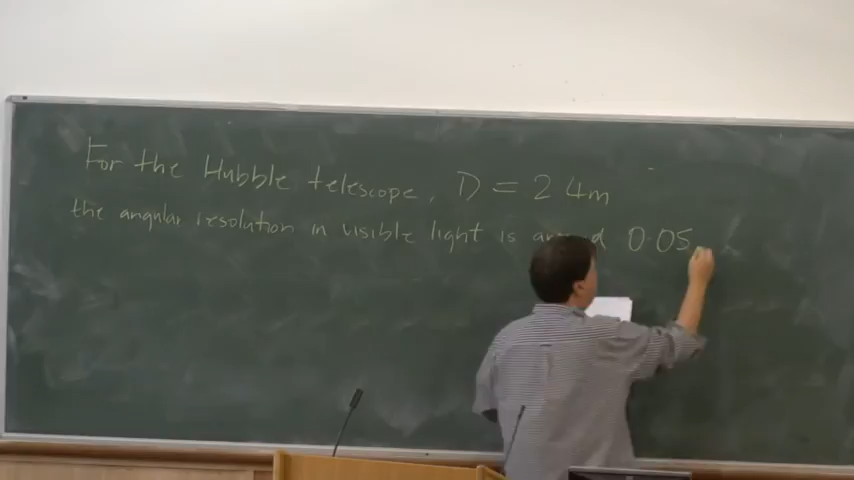 For the Hubble telescope, D = 2 4m
the angular resolution in visible light is around 0.05